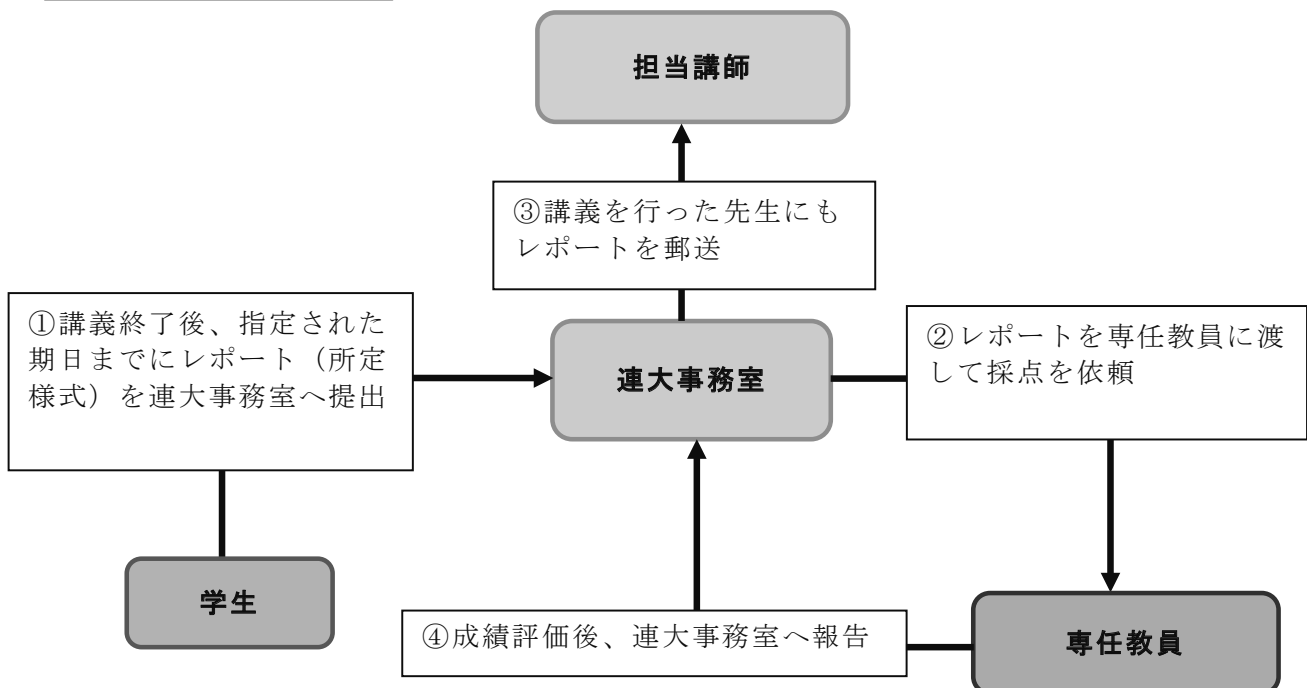 担当講師
③講義を行った先生にも
レポートを郵送
①講義終了後、指定された
期日までにレポート（所定
様式）を連大事務室へ提出
連大事務室
②レポートを専任教員に渡
して採点を依頼
学生
④成績評価後、連大事務室へ報告
専任教員